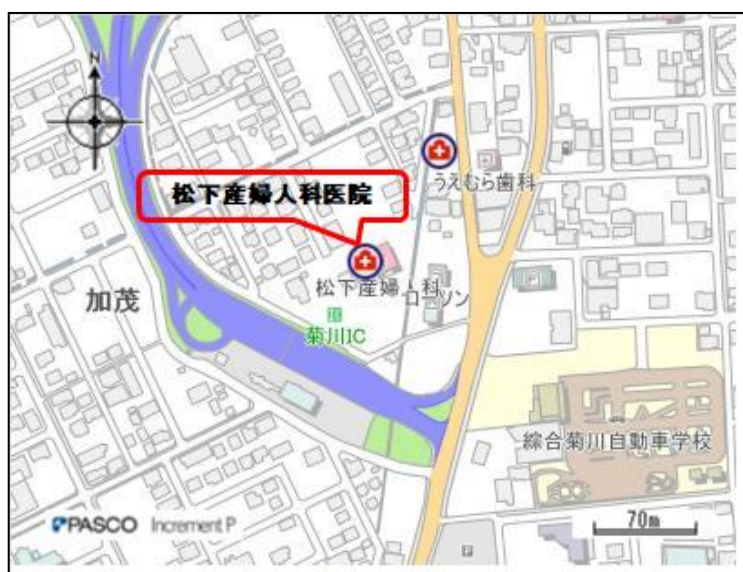 N
うえむら歯科
松下産婦人科医院
松下産婦人科
ローソン
加茂
IC
菊川IC
綜合菊川自動車学校
PASCO Increment P
70m
P